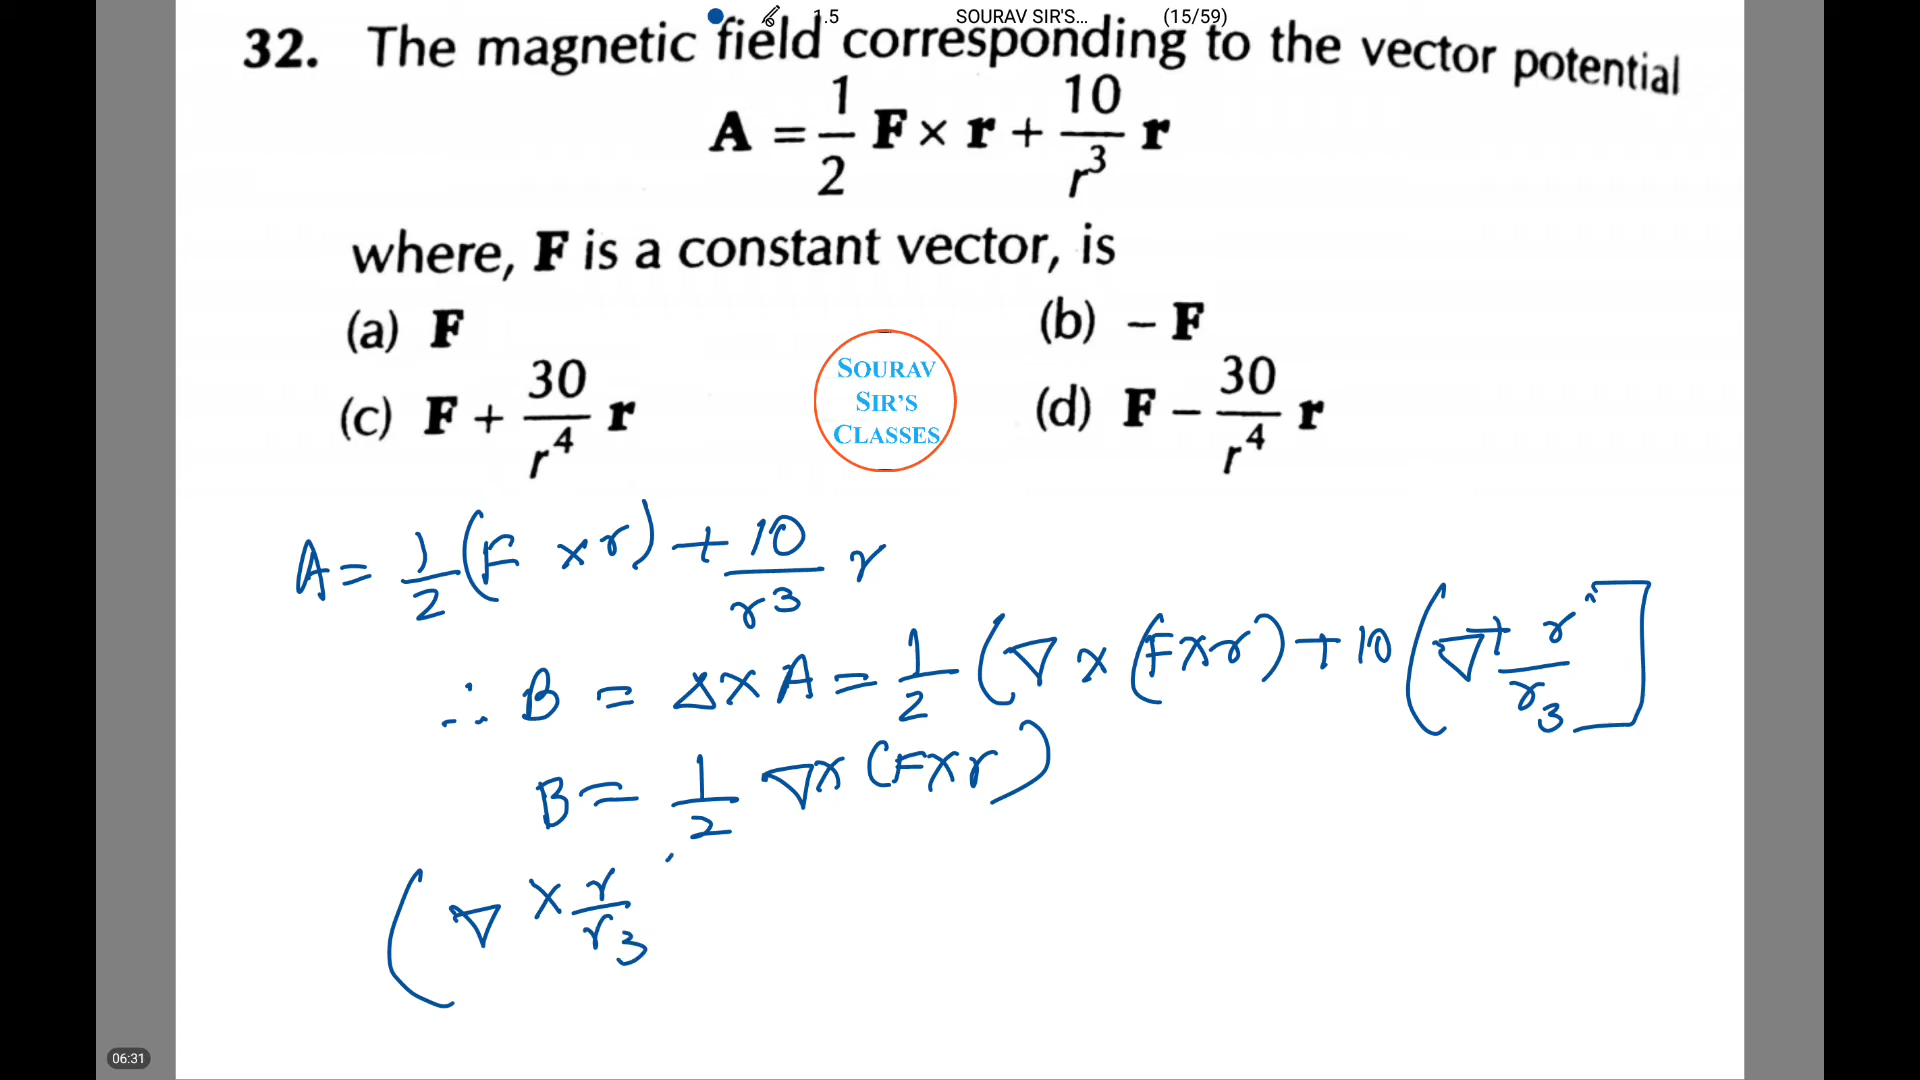 1.5 SOURAV SIR'S... (15/59)
32. The magnetic field corresponding to the vector potential
A = 1/2 F × r + 10/r³ r
where, F is a constant vector, is
(a) F (b) – F
(c) F + 30/r⁴ r (d) F – 30/r⁴ r
SOURAV
SIR'S
CLASSES
A = 1/2 (F × r) + 10/r³ r
∴ B = Δ × A = 1/2 (∇ × (F × r) + 10 (∇ + r/r3]
B = 1/2 ∇ × (F × r)
(∇ × r/r3
06:31